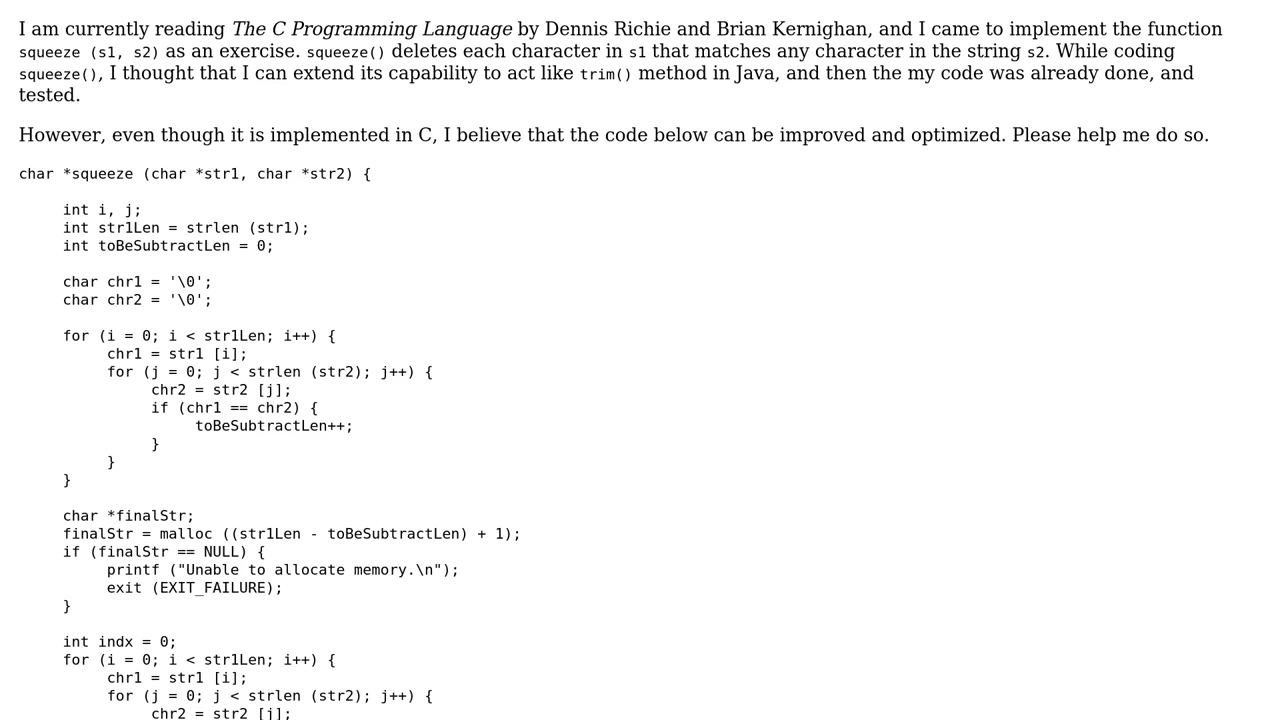 I am currently reading The C Programming Language by Dennis Richie and Brian Kernighan, and I came to implement the function
squeeze (s1, s2) as an exercise. squeeze() deletes each character in s1 that matches any character in the string s2. While coding
squeeze(), I thought that I can extend its capability to act like trim() method in Java, and then the my code was already done, and
tested.
However, even though it is implemented in C, I believe that the code below can be improved and optimized. Please help me do so.
char *squeeze (char *str1, char *str2) {
     int i, j;
     int str1Len = strlen (str1);
     int toBeSubtractLen = 0;
     char chr1 = '\0';
     char chr2 = '\0';
     for (i = 0; i < str1Len; i++) {
          chr1 = str1 [i];
          for (j = 0; j < strlen (str2); j++) {
               chr2 = str2 [j];
               if (chr1 == chr2) {
                    toBeSubtractLen++;
               }
          }
     }
     char *finalStr;
     finalStr = malloc ((str1Len - toBeSubtractLen) + 1);
     if (finalStr == NULL) {
          printf ("Unable to allocate memory.\n");
          exit (EXIT_FAILURE);
     }
     int indx = 0;
     for (i = 0; i < str1Len; i++) {
          chr1 = str1 [i];
          for (j = 0; j < strlen (str2); j++) {
               chr2 = str2 [j];